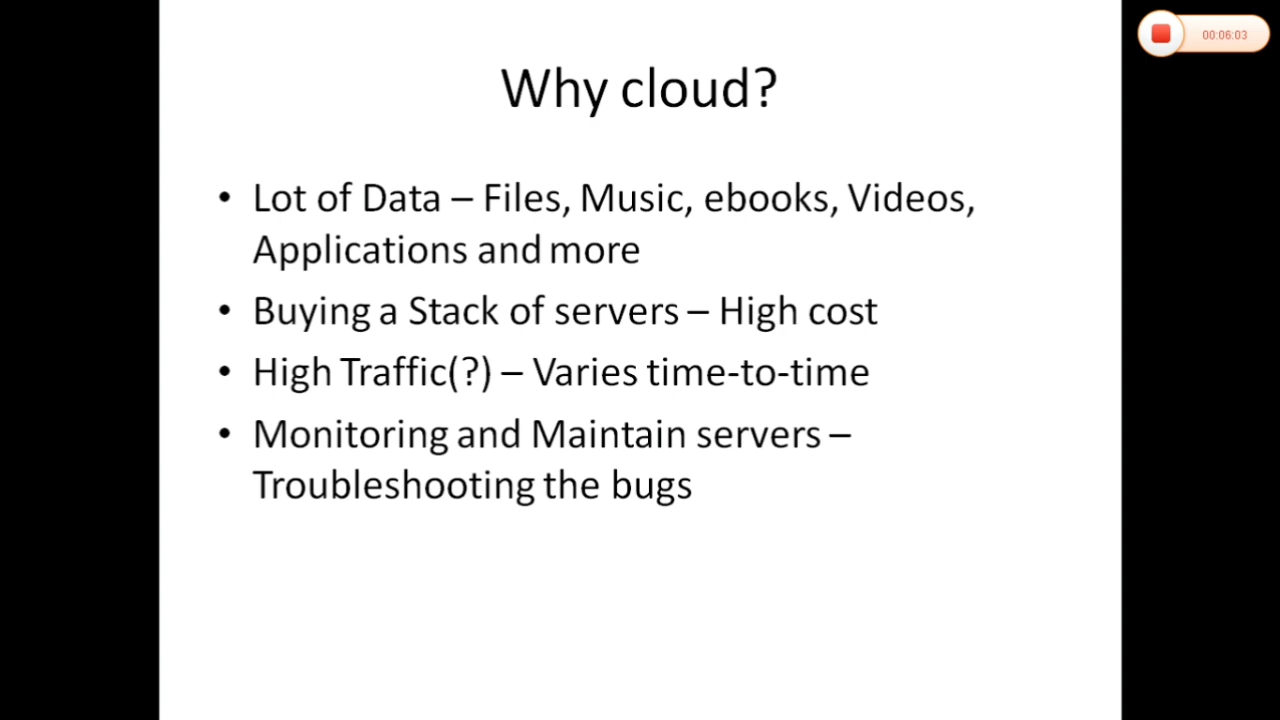 00:06:03
Why cloud?
• Lot of Data – Files, Music, ebooks, Videos,
Applications and more
• Buying a Stack of servers – High cost
• High Traffic(?) – Varies time-to-time
• Monitoring and Maintain servers –
Troubleshooting the bugs